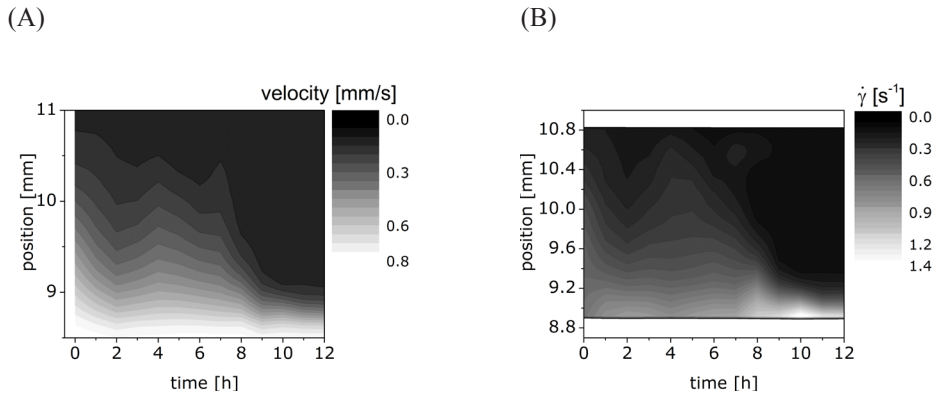 (A)
(B)
velocity [mm/s]
11
10
9
position [mm]
0 2 4 6 8 10 12
time [h]
0.0
0.3
0.6
0.8
γ̇ [s⁻¹]
10.8
10.4
10.0
9.6
9.2
8.8
position [mm]
0 2 4 6 8 10 12
time [h]
0.0
0.3
0.6
0.9
1.2
1.4